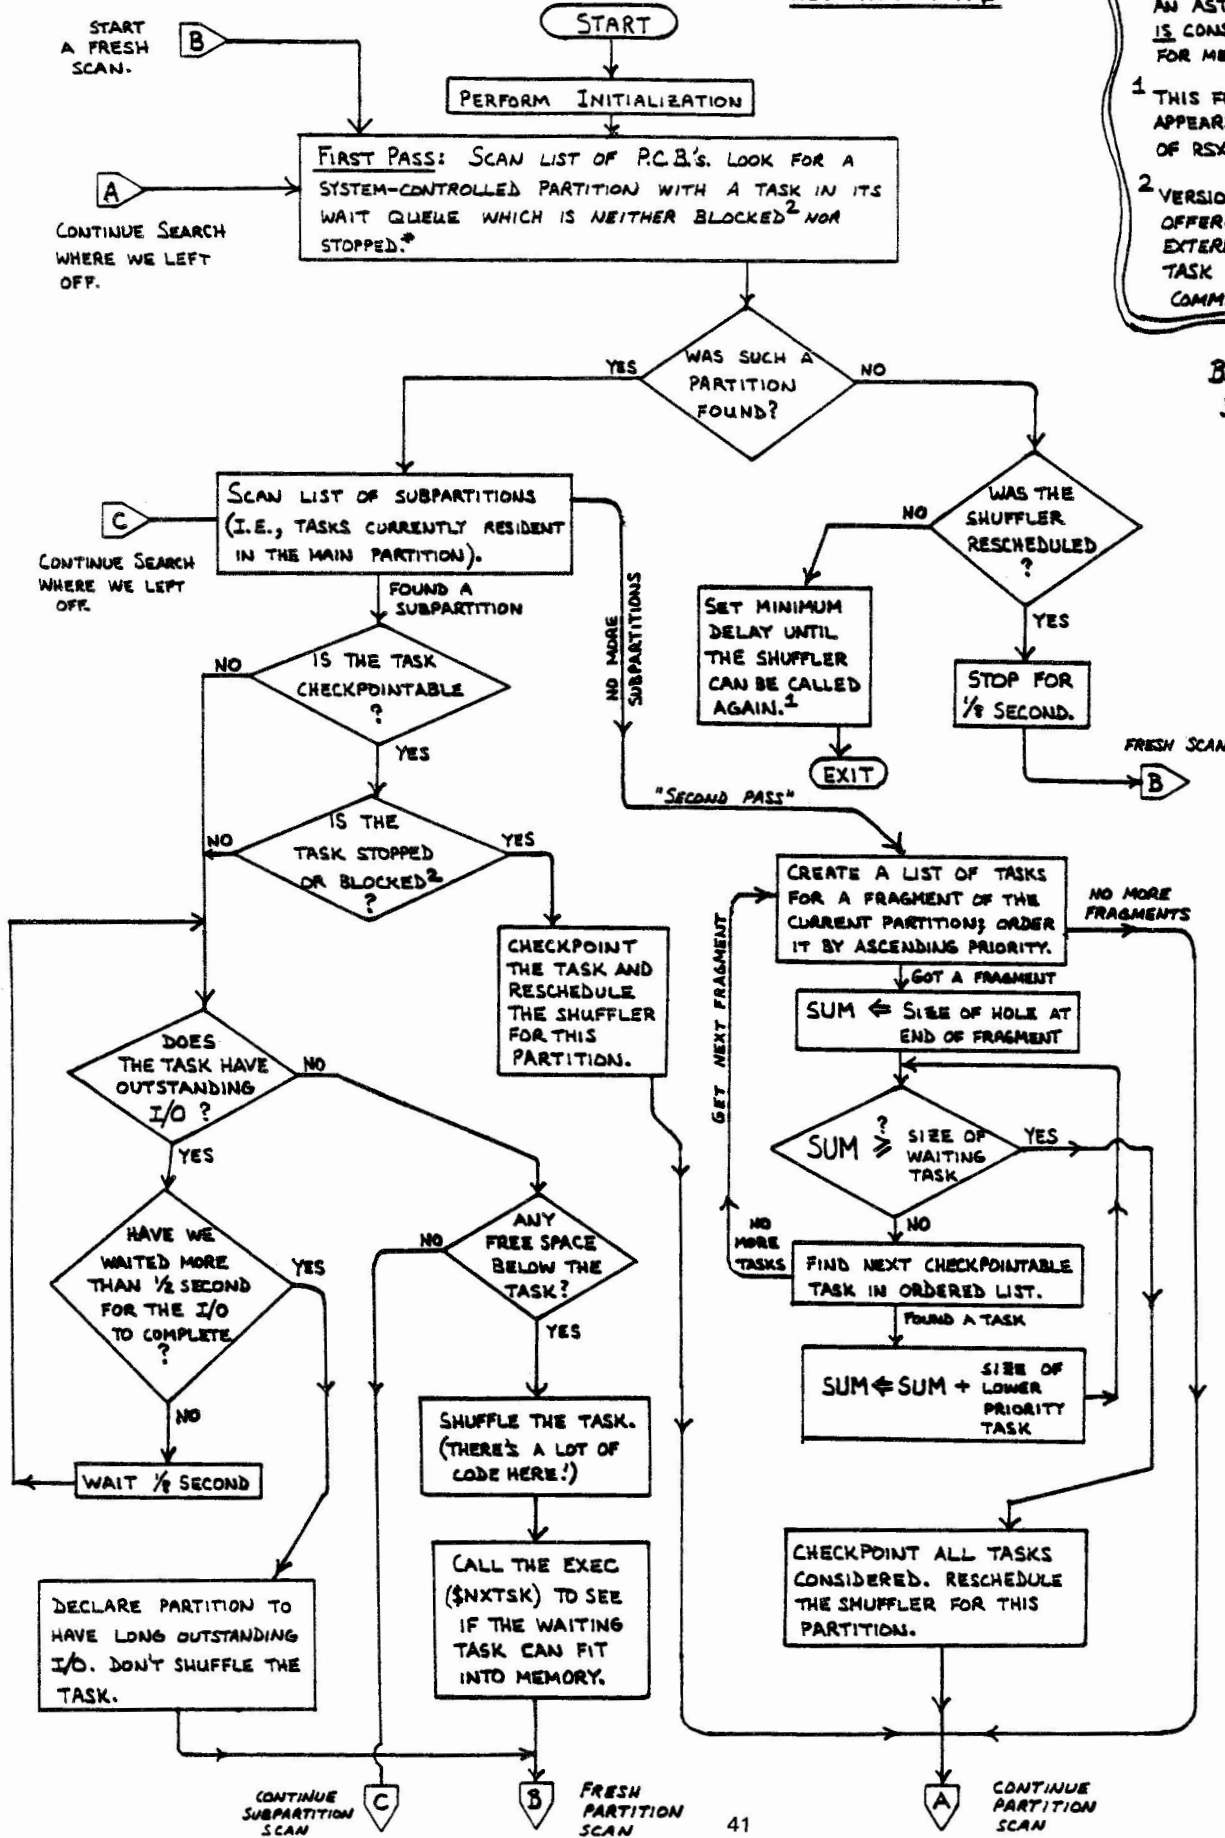 START
A FRESH
SCAN.
B
START
PERFORM INITIALIZATION
AN AST
IS CONS
FOR ME
1 THIS F
APPEAR
OF RSX
2 VERSIO
OFFER
EXTER
TASK
COMM
A
CONTINUE SEARCH
WHERE WE LEFT
OFF.
FIRST PASS: SCAN LIST OF P.C.B.'S. LOOK FOR A
SYSTEM-CONTROLLED PARTITION WITH A TASK IN ITS
WAIT QUEUE WHICH IS NEITHER BLOCKED2 NOR
STOPPED.*
WAS SUCH A
PARTITION
FOUND?
YES
NO
B
C
CONTINUE SEARCH
WHERE WE LEFT
OFF.
SCAN LIST OF SUBPARTITIONS
(I.E., TASKS CURRENTLY RESIDENT
IN THE MAIN PARTITION).
FOUND A
SUBPARTITION
NO MORE
SUBPARTITIONS
WAS THE
SHUFFLER
RESCHEDULED
?
NO
YES
SET MINIMUM
DELAY UNTIL
THE SHUFFLER
CAN BE CALLED
AGAIN.1
EXIT
STOP FOR
1/8 SECOND.
FRESH SCAN
B
IS THE TASK
CHECKPOINTABLE
?
NO
YES
IS THE
TASK STOPPED
OR BLOCKED2
?
NO
YES
"SECOND PASS"
CHECKPOINT
THE TASK AND
RESCHEDULE
THE SHUFFLER
FOR THIS
PARTITION.
CREATE A LIST OF TASKS
FOR A FRAGMENT OF THE
CURRENT PARTITION; ORDER
IT BY ASCENDING PRIORITY.
NO MORE
FRAGMENTS
GOT A FRAGMENT
GET NEXT FRAGMENT
SUM ⇐ SIZE OF HOLE AT
END OF FRAGMENT
DOES
THE TASK HAVE
OUTSTANDING
I/O ?
NO
YES
?
SUM ≥ SIZE OF
WAITING
TASK
YES
NO
HAVE WE
WAITED MORE
THAN 1/2 SECOND
FOR THE I/O
TO COMPLETE
?
YES
NO
ANY
FREE SPACE
BELOW THE
TASK?
NO
YES
NO
MORE
TASKS
FIND NEXT CHECKPOINTABLE
TASK IN ORDERED LIST.
FOUND A TASK
SUM ⇐ SUM + SIZE OF
LOWER
PRIORITY
TASK
WAIT 1/8 SECOND
SHUFFLE THE TASK.
(THERE'S A LOT OF
CODE HERE!)
CALL THE EXEC
($NXTSK) TO SEE
IF THE WAITING
TASK CAN FIT
INTO MEMORY.
DECLARE PARTITION TO
HAVE LONG OUTSTANDING
I/O. DON'T SHUFFLE THE
TASK.
CHECKPOINT ALL TASKS
CONSIDERED. RESCHEDULE
THE SHUFFLER FOR THIS
PARTITION.
CONTINUE
SUBPARTITION
SCAN
C
B
FRESH
PARTITION
SCAN
A
CONTINUE
PARTITION
SCAN
41